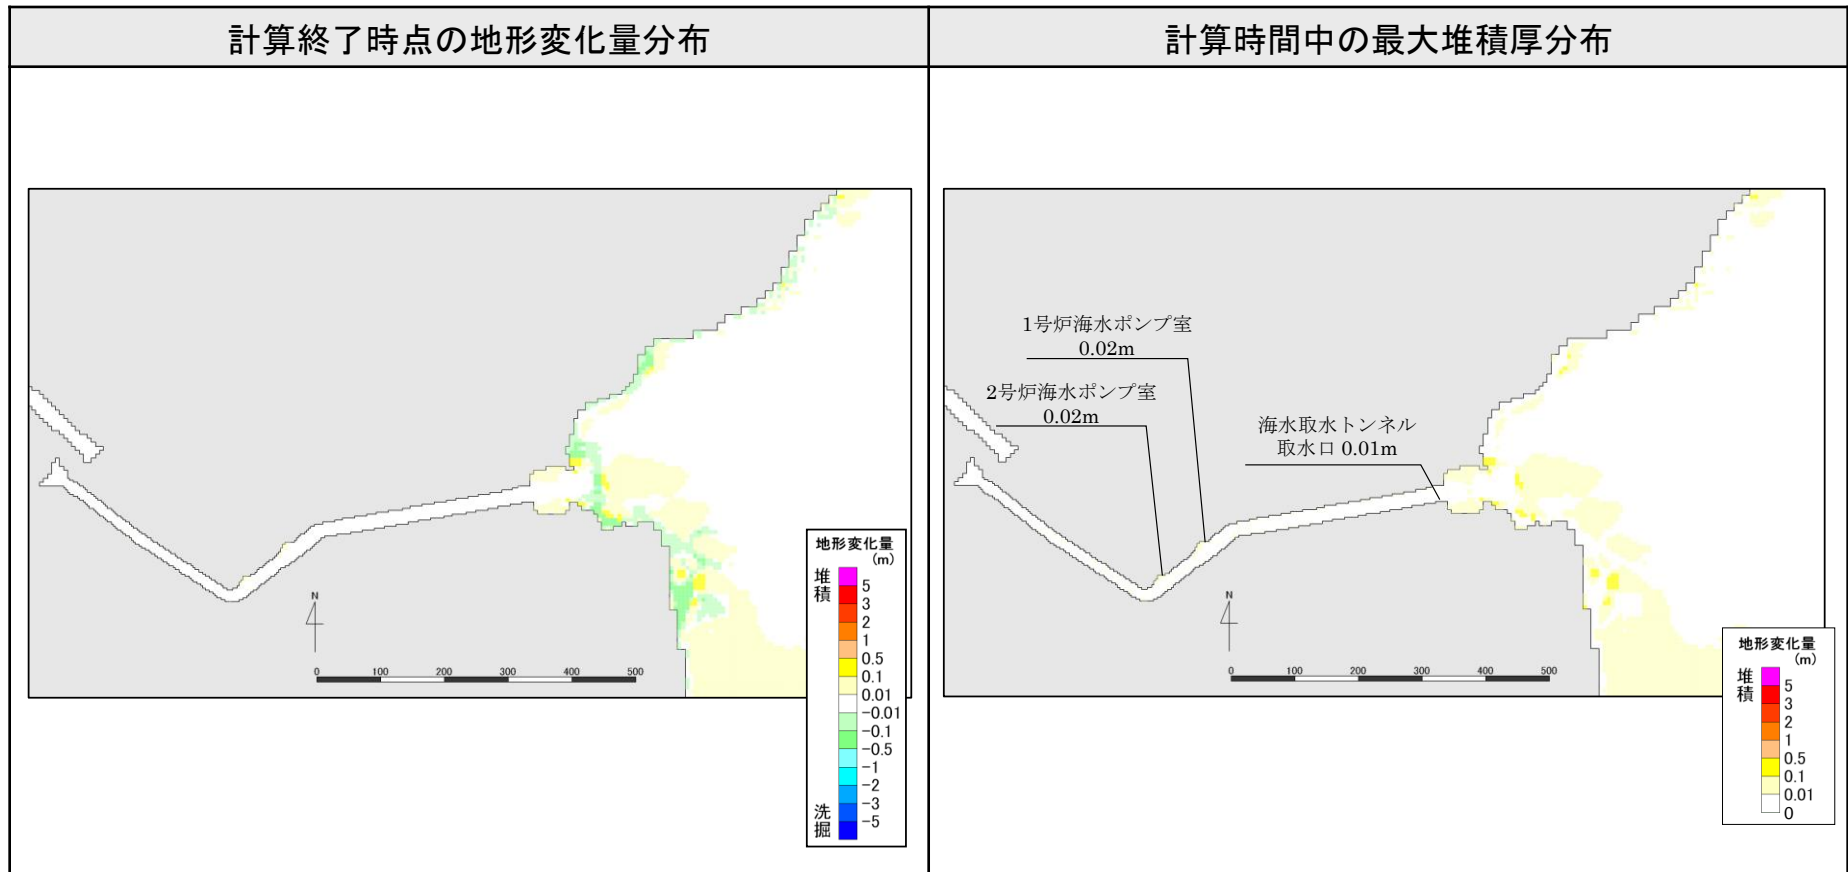 計算終了時点の地形変化量分布
計算時間中の最大堆積厚分布
N
0 100 200 300 400 500
地形変化量
(m)
堆積
5
3
2
1
0.5
0.1
0.01
-0.01
-0.1
-0.5
-1
-2
-3
-5
洗掘
1号炉海水ポンプ室
0.02m
2号炉海水ポンプ室
0.02m
海水取水トンネル
取水口 0.01m
N
0 100 200 300 400 500
地形変化量
(m)
堆積
5
3
2
1
0.5
0.1
0.01
0